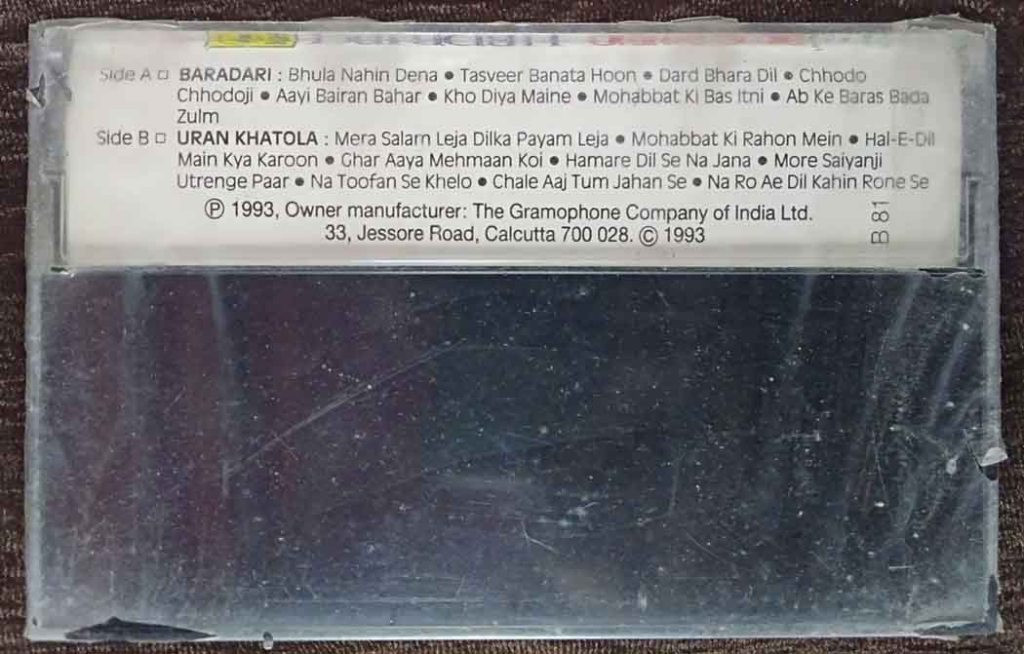 Side A □ BARADARI : Bhula Nahin Dena ● Tasveer Banata Hoon ● Dard Bhara Dil ● Chhodo
Chhodoji ● Aayi Bairan Bahar ● Kho Diya Maine ● Mohabbat Ki Bas Itni ● Ab Ke Baras Bada
Zulm
Side B □ URAN KHATOLA : Mera Salam Leja Dilka Payam Leja ● Mohabbat Ki Rahon Mein ● Hal-E-Dil
Main Kya Karoon ● Ghar Aaya Mehmaan Koi ● Hamare Dil Se Na Jana ● More Saiyanji
Utrenge Paar ● Na Toofan Se Khelo ● Chale Aaj Tum Jahan Se ● Na Ro Ae Dil Kahin Rone Se
Ⓟ 1993, Owner manufacturer: The Gramophone Company of India Ltd.
33, Jessore Road, Calcutta 700 028. © 1993
B 81